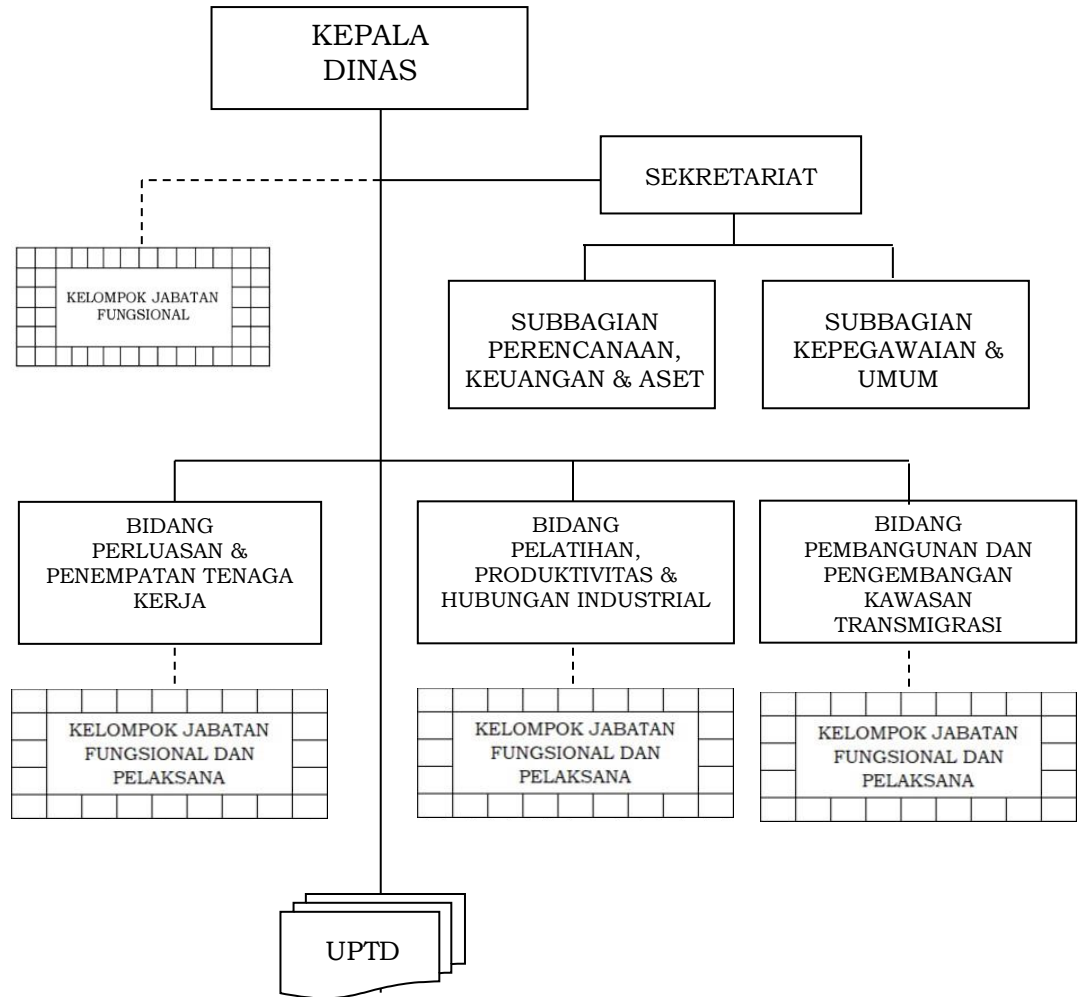 KEPALA
DINAS
SEKRETARIAT
KELOMPOK JABATAN
FUNGSIONAL
SUBBAGIAN
PERENCANAAN,
KEUANGAN & ASET
SUBBAGIAN
KEPEGAWAIAN &
UMUM
BIDANG
PERLUASAN &
PENEMPATAN TENAGA
KERJA
BIDANG
PELATIHAN,
PRODUKTIVITAS &
HUBUNGAN INDUSTRIAL
BIDANG
PEMBANGUNAN DAN
PENGEMBANGAN
KAWASAN
TRANSMIGRASI
KELOMPOK JABATAN
FUNGSIONAL DAN
PELAKSANA
KELOMPOK JABATAN
FUNGSIONAL DAN
PELAKSANA
KELOMPOK JABATAN
FUNGSIONAL DAN
PELAKSANA
UPTD